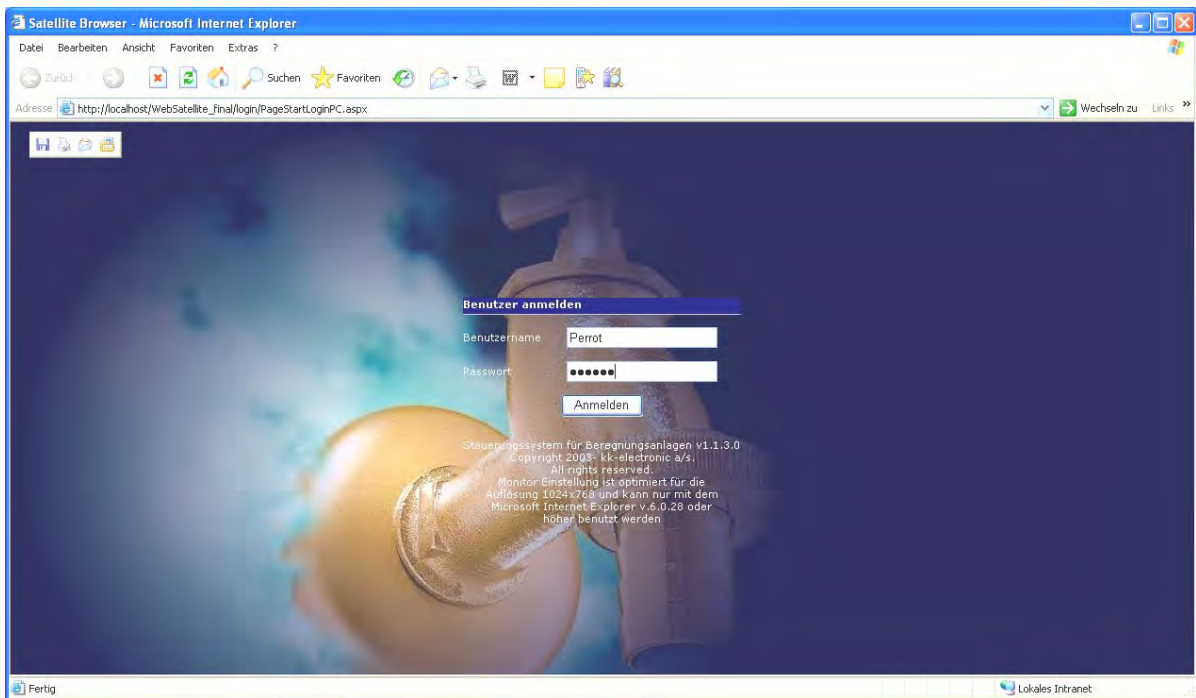 Satellite Browser - Microsoft Internet Explorer
Datei Bearbeiten Ansicht Favoriten Extras ?
Zurück Suchen Favoriten
Adresse http://localhost/WebSatellite_final/login/PageStartLoginPC.aspx Wechseln zu Links »
Benutzer anmelden
Benutzername Perrot
Passwort ●●●●●●
Anmelden
Steuerungssystem für Beregnungsanlagen v1.1.3.0
Copyright 2003- kk-electronic a/s.
All rights reserved.
Monitor Einstellung ist optimiert für die
Auflösung 1024x768 und kann nur mit dem
Microsoft Internet Explorer v.6.0.28 oder
höher benutzt werden
Fertig Lokales Intranet